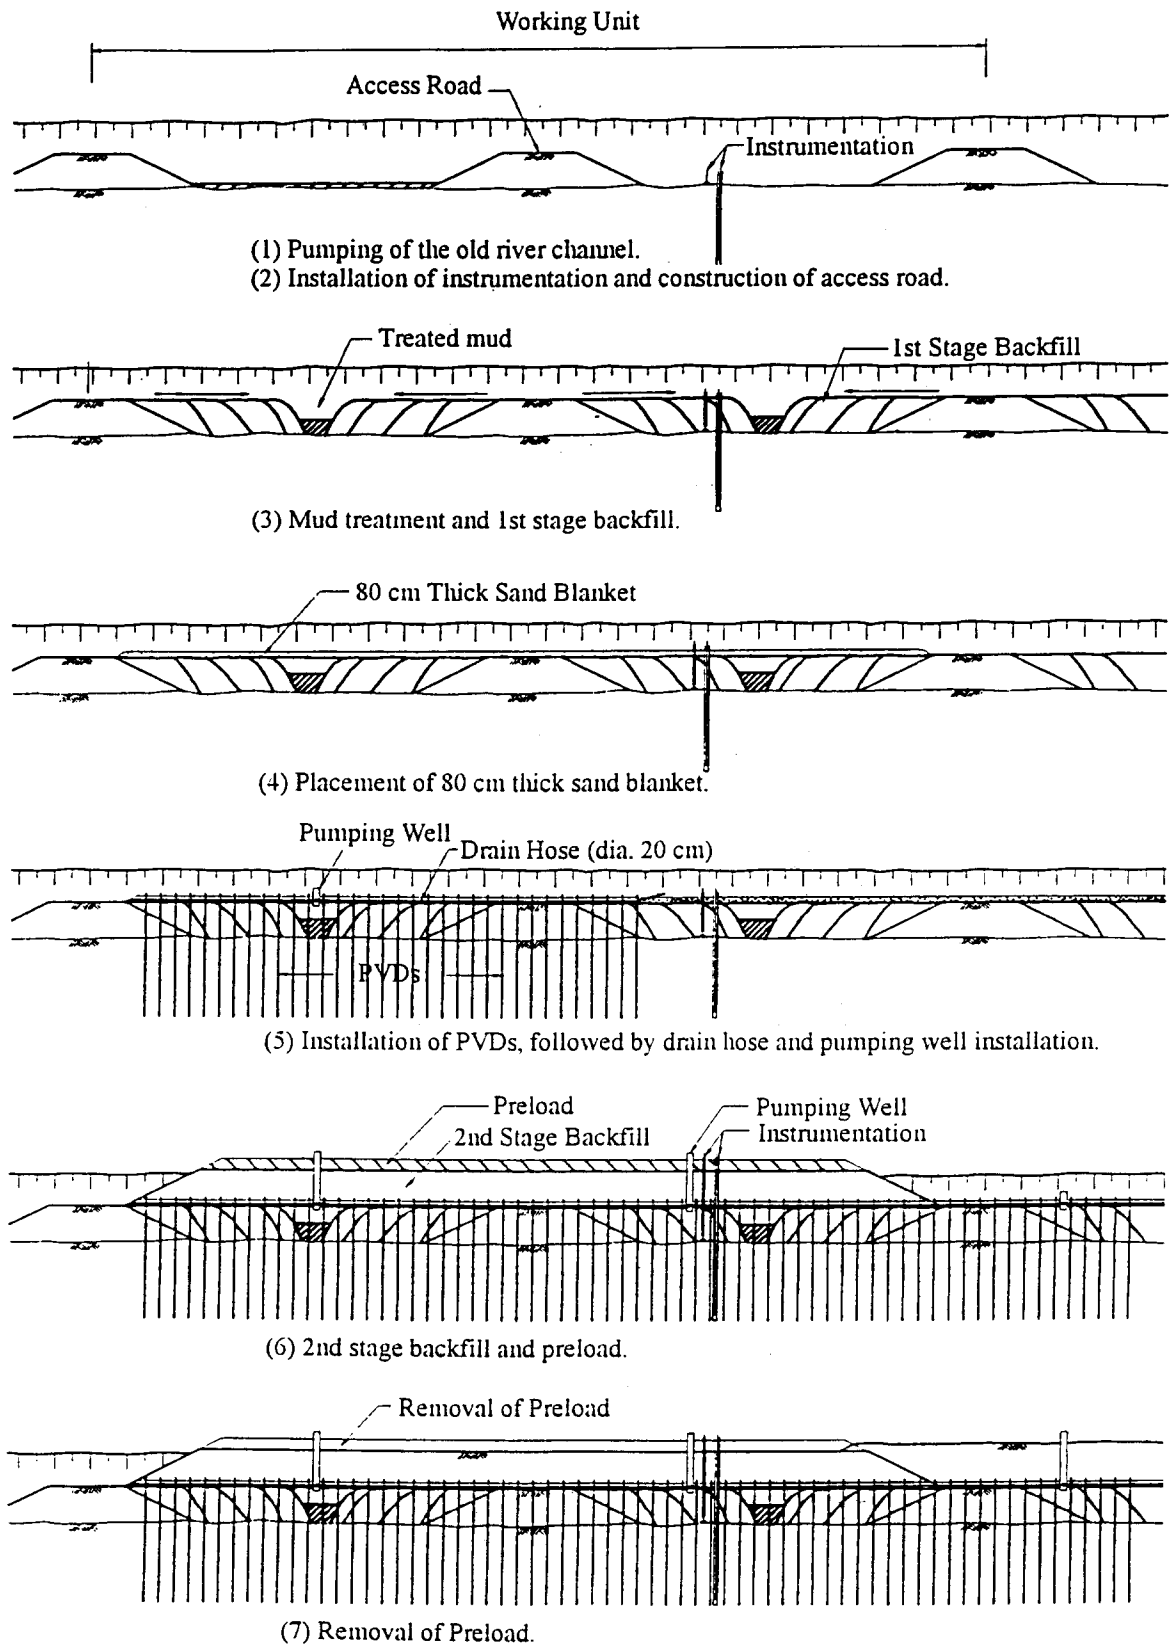 Working Unit
Access Road
Instrumentation
(1) Pumping of the old river channel.
(2) Installation of instrumentation and construction of access road.
Treated mud
1st Stage Backfill
(3) Mud treatment and 1st stage backfill.
80 cm Thick Sand Blanket
(4) Placement of 80 cm thick sand blanket.
Pumping Well
Drain Hose (dia. 20 cm)
PVDs
(5) Installation of PVDs, followed by drain hose and pumping well installation.
Preload
Pumping Well
2nd Stage Backfill
Instrumentation
(6) 2nd stage backfill and preload.
Removal of Preload
(7) Removal of Preload.